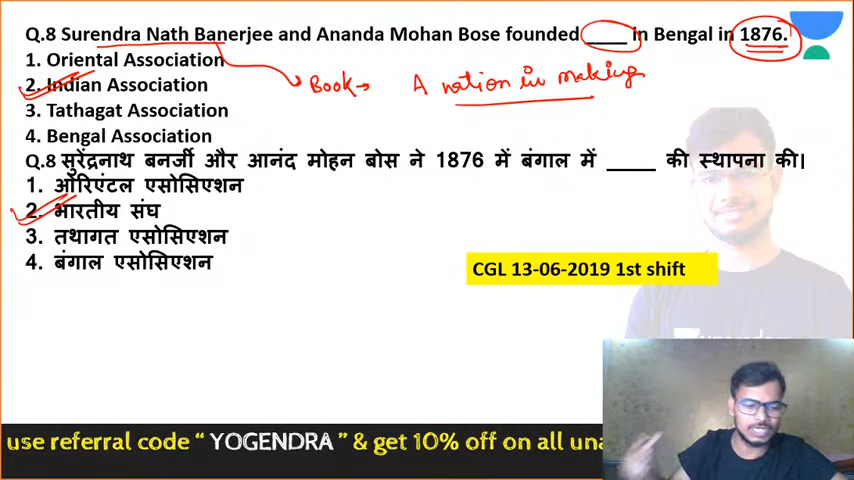 Q.8 Surendra Nath Banerjee and Ananda Mohan Bose founded ____ in Bengal in 1876.
1. Oriental Association
2. Indian Association
Book→ A nation in making
3. Tathagat Association
4. Bengal Association
Q.8 सुरेंद्रनाथ बनर्जी और आनंद मोहन बोस ने 1876 में बंगाल में ____ की स्थापना की।
1. ओरिएंटल एसोसिएशन
2. भारतीय संघ
3. तथागत एसोसिएशन
4. बंगाल एसोसिएशन
CGL 13-06-2019 1st shift
use referral code “ YOGENDRA ” & get 10% off on all una